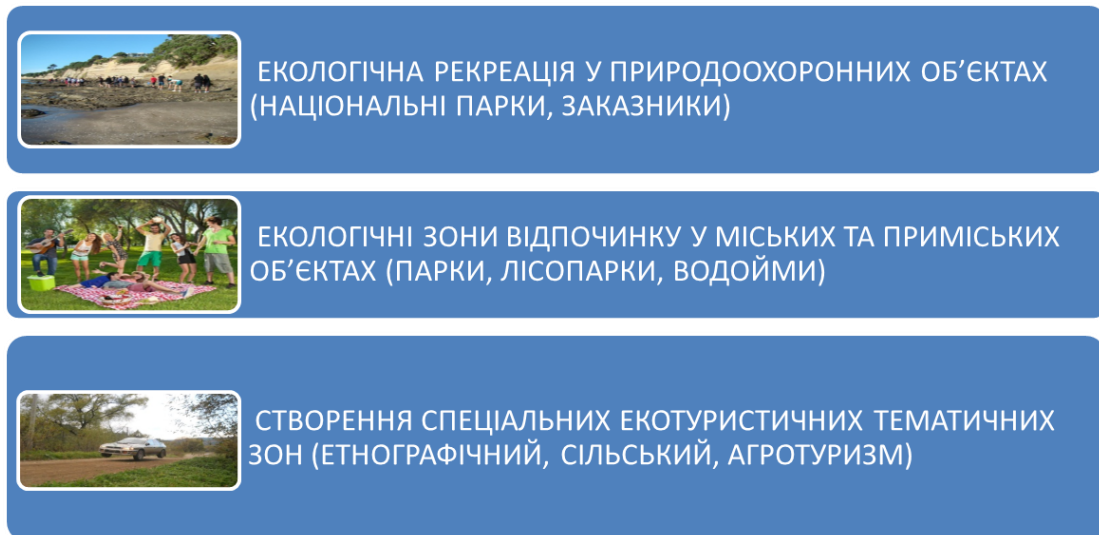 ЕКОЛОГІЧНА РЕКРЕАЦІЯ У ПРИРОДООХОРОННИХ ОБ’ЄКТАХ
(НАЦІОНАЛЬНІ ПАРКИ, ЗАКАЗНИКИ)
ЕКОЛОГІЧНІ ЗОНИ ВІДПОЧИНКУ У МІСЬКИХ ТА ПРИМІСЬКИХ
ОБ’ЄКТАХ (ПАРКИ, ЛІСОПАРКИ, ВОДОЙМИ)
СТВОРЕННЯ СПЕЦІАЛЬНИХ ЕКОТУРИСТИЧНИХ ТЕМАТИЧНИХ
ЗОН (ЕТНОГРАФІЧНИЙ, СІЛЬСЬКИЙ, АГРОТУРИЗМ)